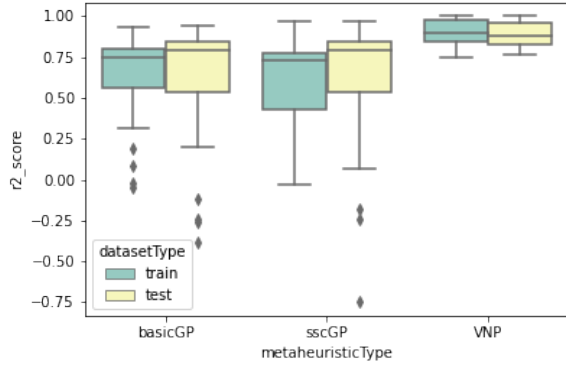 1.00
0.75
0.50
0.25
0.00
−0.25
−0.50
−0.75
r2_score
datasetType
train
test
basicGP
sscGP
VNP
metaheuristicType